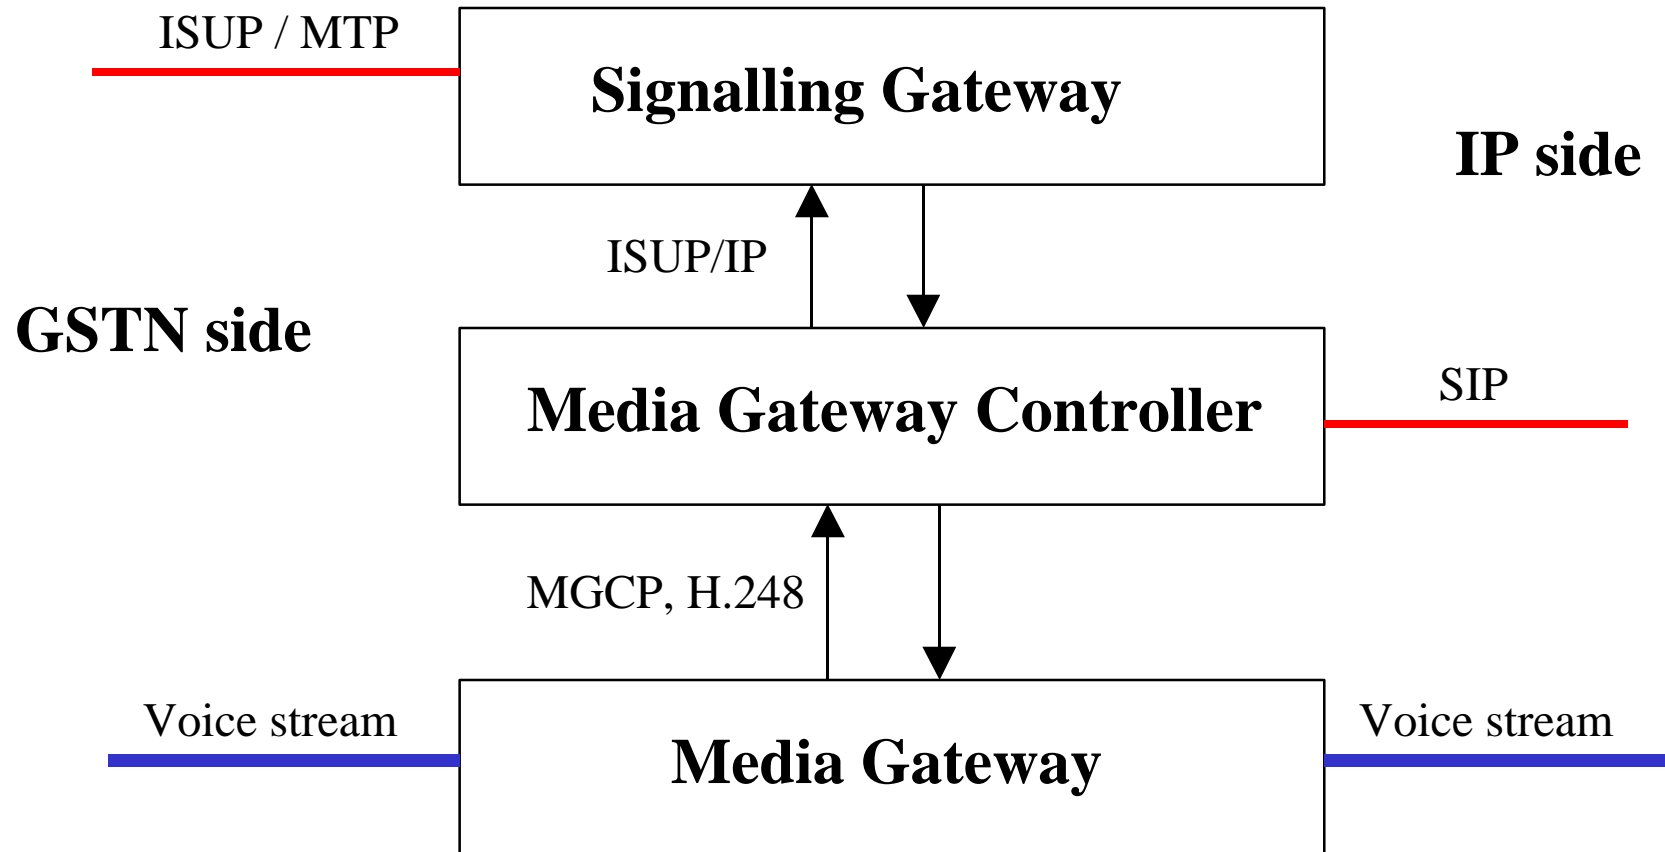 ISUP / MTP
Signalling Gateway
IP side
ISUP/IP
GSTN side
SIP
Media Gateway Controller
MGCP, H.248
Voice stream
Voice stream
Media Gateway